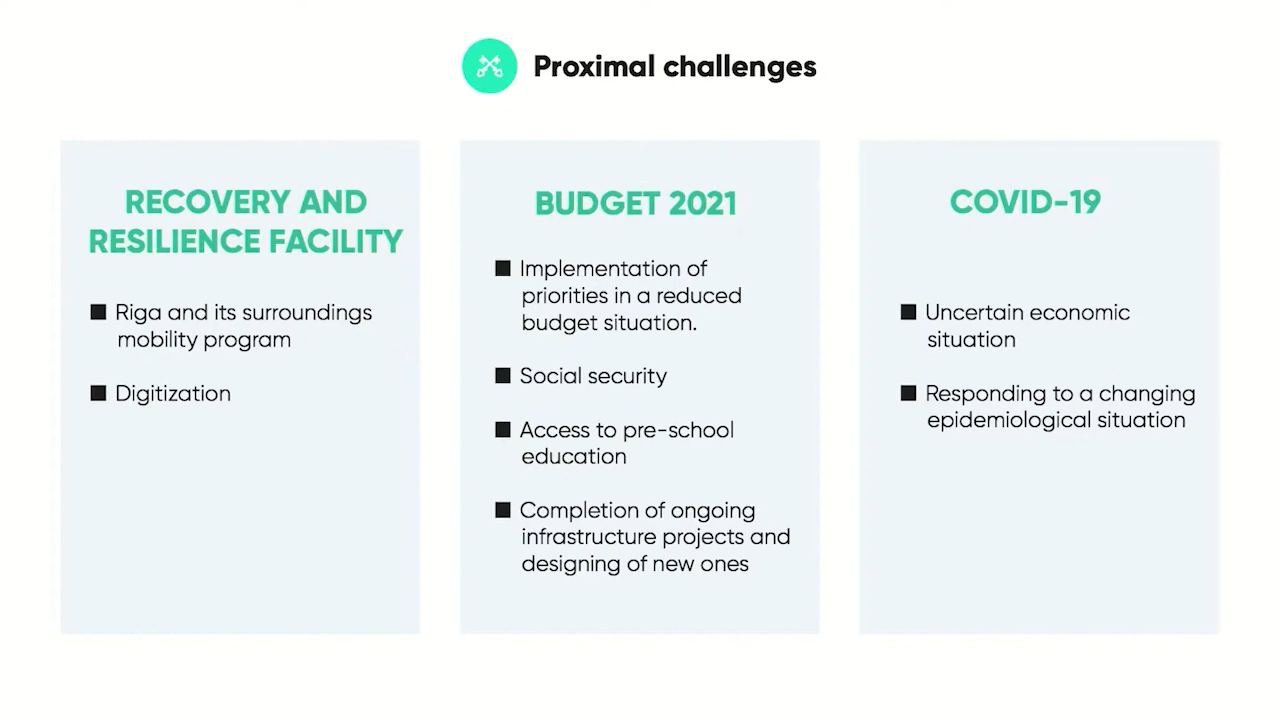 Proximal challenges
RECOVERY AND
RESILIENCE FACILITY
■ Riga and its surroundings
mobility program
■ Digitization
BUDGET 2021
■ Implementation of
priorities in a reduced
budget situation.
■ Social security
■ Access to pre-school
education
■ Completion of ongoing
infrastructure projects and
designing of new ones
COVID-19
■ Uncertain economic
situation
■ Responding to a changing
epidemiological situation